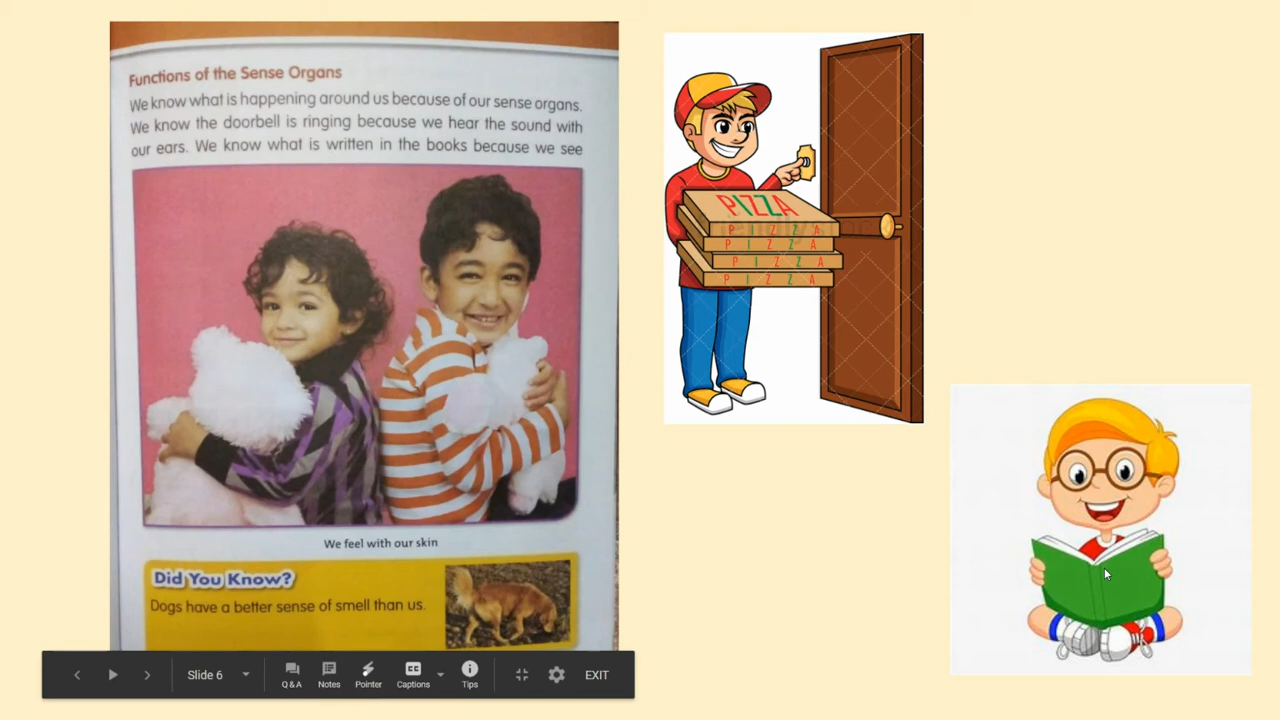 Functions of the Sense Organs
We know what is happening around us because of our sense organs.
We know the doorbell is ringing because we hear the sound with
our ears. We know what is written in the books because we see
We feel with our skin
Did You Know?
Dogs have a better sense of smell than us.
PIZZA
PIZZA
PIZZA
PIZZA
PIZZA
Slide 6
Q & A
Notes
Pointer
CC
Captions
Tips
EXIT